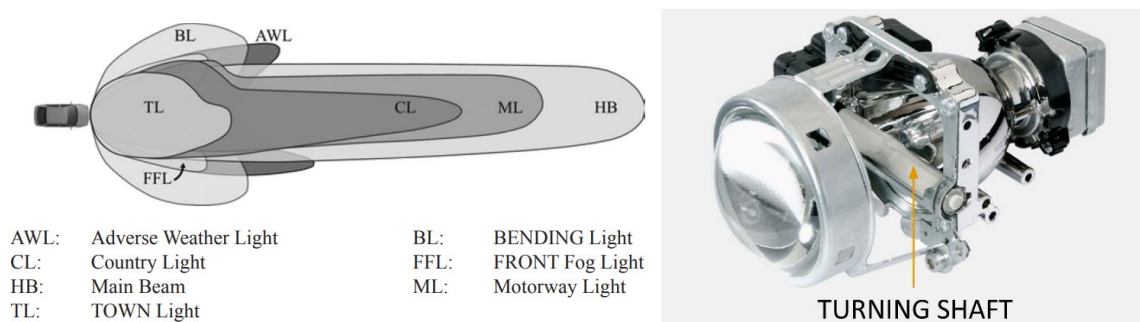 BL
AWL
TL
CL
ML
HB
FFL
AWL: Adverse Weather Light
CL: Country Light
HB: Main Beam
TL: TOWN Light
BL: BENDING Light
FFL: FRONT Fog Light
ML: Motorway Light
TURNING SHAFT